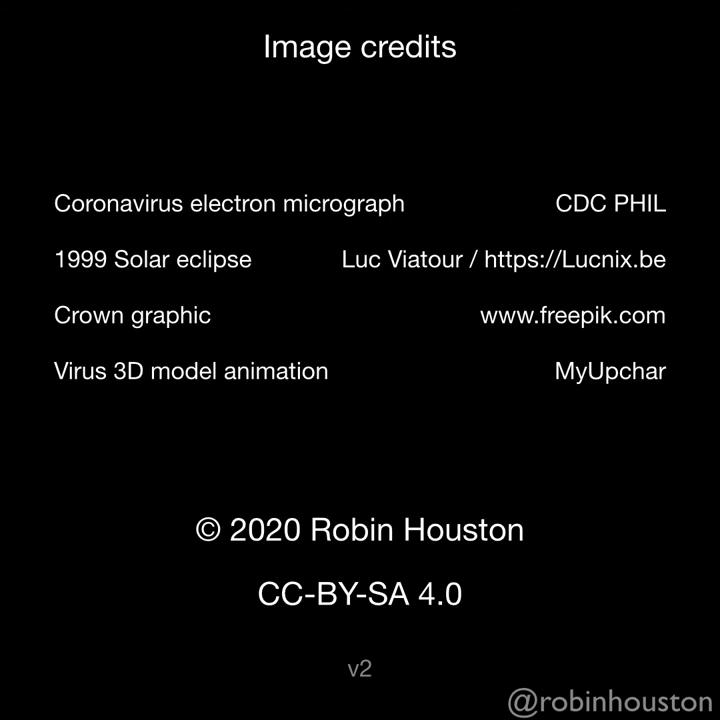 Image credits
Coronavirus electron micrograph CDC PHIL
1999 Solar eclipse Luc Viatour / https://Lucnix.be
Crown graphic www.freepik.com
Virus 3D model animation MyUpchar
© 2020 Robin Houston
CC-BY-SA 4.0
v2
@robinhouston